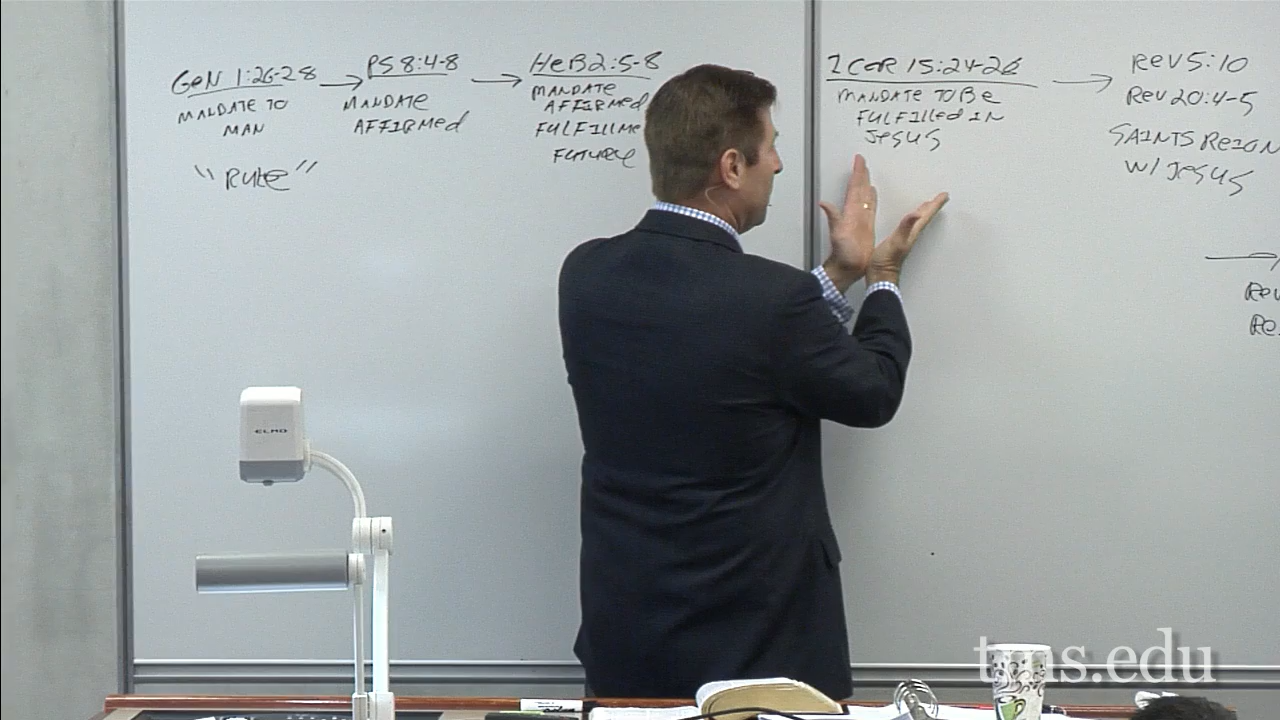 GEN 1:26-28
MANDATE TO
MAN
"RULE"
PS 8:4-8
MANDATE
AFFIRMED
HEB 2:5-8
MANDATE
AFFIRMED
FULFILLME
FUTURE
1 COR 15:24-28
MANDATE TO BE
FULFILLED IN
JESUS
REV 5:10
REV 20:4-5
SAINTS REIGN
W/ JESUS
ELMO
tms.edu